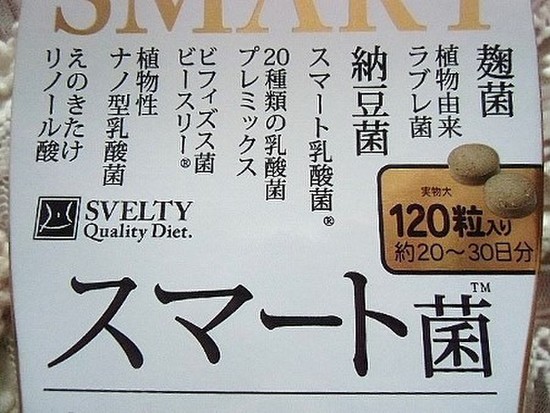 SMART
麹菌
植物由来
ラブレ菌
納豆菌
スマート乳酸菌®
20種類の乳酸菌
プレミックス
ビフィズス菌
ビースリー®
植物性
ナノ型乳酸菌
えのきたけ
リノール酸
実物大
120粒入り
約20〜30日分
SVELTY
Quality Diet.
スマート菌™